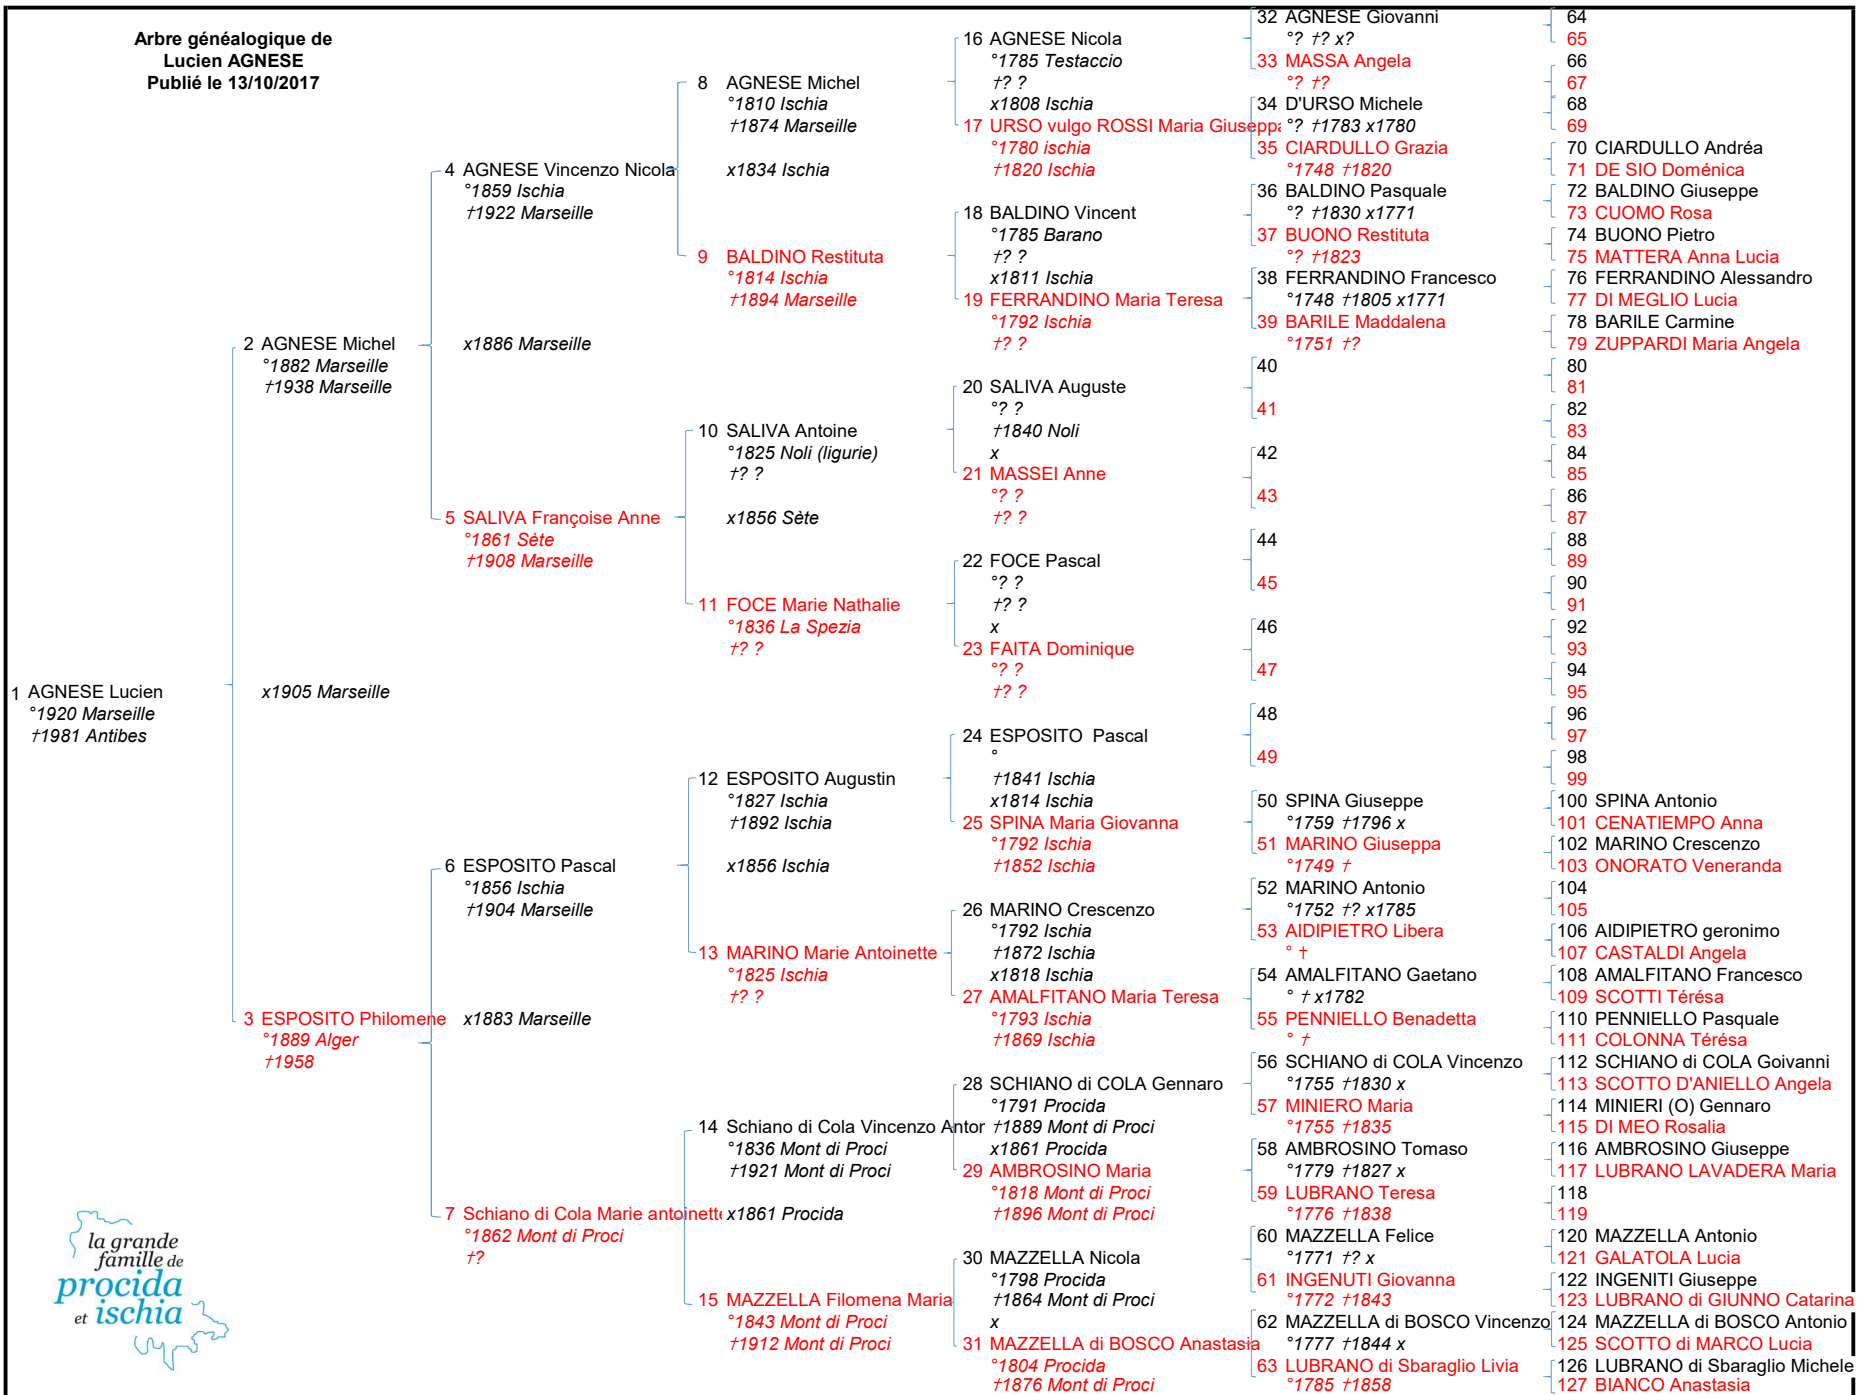 Arbre généalogique de
Lucien AGNESE
Publié le 13/10/2017
1 AGNESE Lucien
°1920 Marseille
†1981 Antibes
2 AGNESE Michel
°1882 Marseille
†1938 Marseille
x1905 Marseille
3 ESPOSITO Philomene
°1889 Alger
†1958
4 AGNESE Vincenzo Nicola
°1859 Ischia
†1922 Marseille
x1886 Marseille
5 SALIVA Françoise Anne
°1861 Sète
†1908 Marseille
6 ESPOSITO Pascal
°1856 Ischia
†1904 Marseille
x1883 Marseille
7 Schiano di Cola Marie antoinette
°1862 Mont di Proci
†?
8 AGNESE Michel
°1810 Ischia
†1874 Marseille
x1834 Ischia
9 BALDINO Restituta
°1814 Ischia
†1894 Marseille
10 SALIVA Antoine
°1825 Noli (ligurie)
†? ?
x1856 Sète
11 FOCE Marie Nathalie
°1836 La Spezia
†? ?
12 ESPOSITO Augustin
°1827 Ischia
†1892 Ischia
x1856 Ischia
13 MARINO Marie Antoinette
°1825 Ischia
†? ?
14 Schiano di Cola Vincenzo Antor
°1836 Mont di Proci
†1921 Mont di Proci
x1861 Procida
15 MAZZELLA Filomena Maria
°1843 Mont di Proci
†1912 Mont di Proci
16 AGNESE Nicola
°1785 Testaccio
†? ?
x1808 Ischia
17 URSO vulgo ROSSI Maria Giuseppa
°1780 ischia
†1820 Ischia
18 BALDINO Vincent
°1785 Barano
†? ?
x1811 Ischia
19 FERRANDINO Maria Teresa
°1792 Ischia
†? ?
20 SALIVA Auguste
°? ?
†1840 Noli
x
21 MASSEI Anne
°? ?
†? ?
22 FOCE Pascal
°? ?
†? ?
x
23 FAITA Dominique
°? ?
†? ?
24 ESPOSITO Pascal
°
†1841 Ischia
x1814 Ischia
25 SPINA Maria Giovanna
°1792 Ischia
†1852 Ischia
26 MARINO Crescenzo
°1792 Ischia
†1872 Ischia
x1818 Ischia
27 AMALFITANO Maria Teresa
°1793 Ischia
†1869 Ischia
28 SCHIANO di COLA Gennaro
°1791 Procida
†1889 Mont di Proci
x1861 Procida
29 AMBROSINO Maria
°1818 Mont di Proci
†1896 Mont di Proci
30 MAZZELLA Nicola
°1798 Procida
†1864 Mont di Proci
x
31 MAZZELLA di BOSCO Anastasia
°1804 Procida
†1876 Mont di Proci
32 AGNESE Giovanni
°? †? x?
33 MASSA Angela
°? †?
34 D'URSO Michele
°? †1783 x1780
35 CIARDULLO Grazia
°1748 †1820
36 BALDINO Pasquale
°? †1830 x1771
37 BUONO Restituta
°? †1823
38 FERRANDINO Francesco
°1748 †1805 x1771
39 BARILE Maddalena
°1751 †?
40
41
42
43
44
45
46
47
48
49
50 SPINA Giuseppe
°1759 †1796 x
51 MARINO Giuseppa
°1749 †
52 MARINO Antonio
°1752 †? x1785
53 AIDIPIETRO Libera
° †
54 AMALFITANO Gaetano
° † x1782
55 PENNIELLO Benadetta
° †
56 SCHIANO di COLA Vincenzo
°1755 †1830 x
57 MINIERO Maria
°1755 †1835
58 AMBROSINO Tomaso
°1779 †1827 x
59 LUBRANO Teresa
°1776 †1838
60 MAZZELLA Felice
°1771 †? x
61 INGENUTI Giovanna
°1772 †1843
62 MAZZELLA di BOSCO Vincenzo
°1777 †1844 x
63 LUBRANO di Sbaraglio Livia
°1785 †1858
64
65
66
67
68
69
70 CIARDULLO Andréa
71 DE SIO Doménica
72 BALDINO Giuseppe
73 CUOMO Rosa
74 BUONO Pietro
75 MATTERA Anna Lucia
76 FERRANDINO Alessandro
77 DI MEGLIO Lucia
78 BARILE Carmine
79 ZUPPARDI Maria Angela
80
81
82
83
84
85
86
87
88
89
90
91
92
93
94
95
96
97
98
99
100 SPINA Antonio
101 CENATIEMPO Anna
102 MARINO Crescenzo
103 ONORATO Veneranda
104
105
106 AIDIPIETRO geronimo
107 CASTALDI Angela
108 AMALFITANO Francesco
109 SCOTTI Térésa
110 PENNIELLO Pasquale
111 COLONNA Térésa
112 SCHIANO di COLA Goivanni
113 SCOTTO D'ANIELLO Angela
114 MINIERI (O) Gennaro
115 DI MEO Rosalia
116 AMBROSINO Giuseppe
117 LUBRANO LAVADERA Maria
118
119
120 MAZZELLA Antonio
121 GALATOLA Lucia
122 INGENITI Giuseppe
123 LUBRANO di GIUNNO Catarina
124 MAZZELLA di BOSCO Antonio
125 SCOTTO di MARCO Lucia
126 LUBRANO di Sbaraglio Michele
127 BIANCO Anastasia
la grande
famille de
procida
et ischia